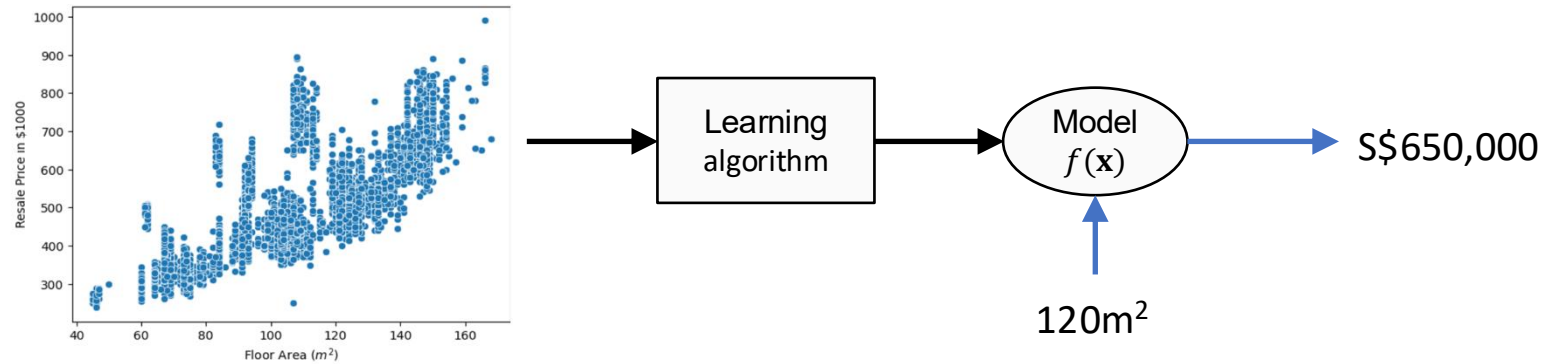 1000
900
800
700
600
500
400
300
Resale Price in $1000
40 60 80 100 120 140 160
Floor Area (m²)
Learning
algorithm
Model
f(x)
S$650,000
120m²